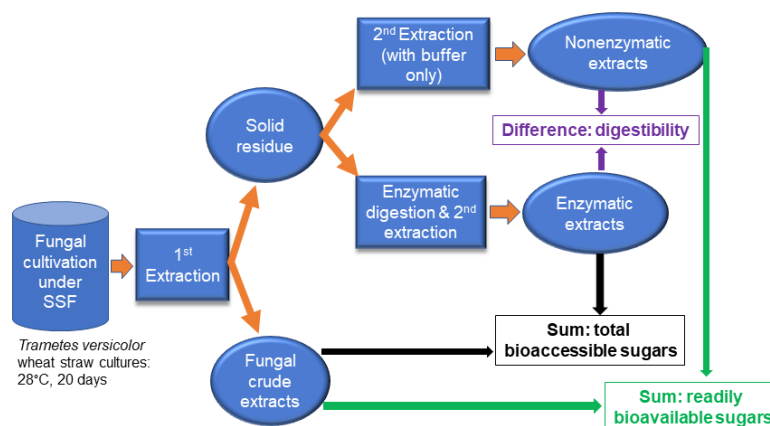 2nd Extraction
(with buffer
only)
Nonenzymatic
extracts
Difference: digestibility
Solid
residue
Enzymatic
digestion & 2nd
extraction
Enzymatic
extracts
Fungal
cultivation
under
SSF
1st
Extraction
Trametes versicolor
wheat straw cultures:
28°C, 20 days
Fungal
crude
extracts
Sum: total
bioaccessible sugars
Sum: readily
bioavailable sugars